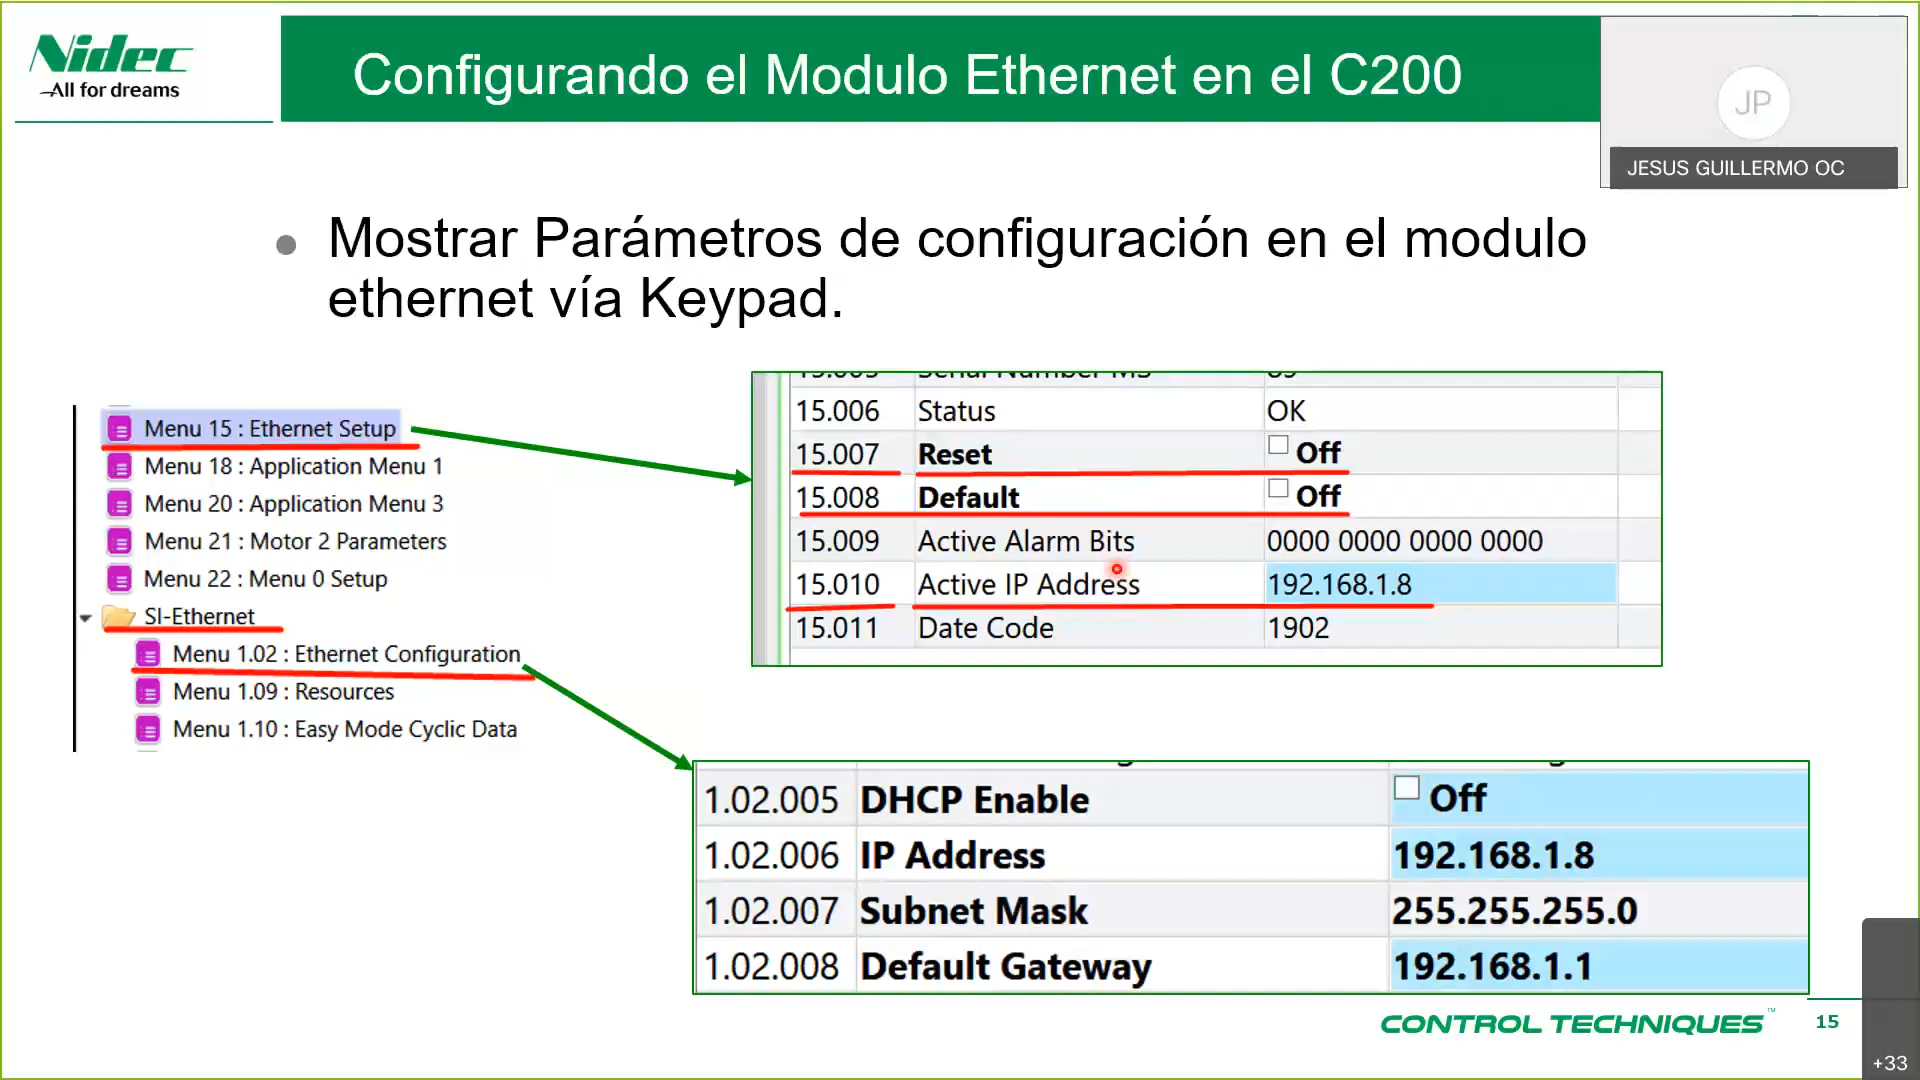 Nidec
All for dreams
Configurando el Modulo Ethernet en el C200
JP
JESUS GUILLERMO OC
Mostrar Parámetros de configuración en el modulo
ethernet vía Keypad.
Menu 15 : Ethernet Setup
Menu 18 : Application Menu 1
Menu 20 : Application Menu 3
Menu 21 : Motor 2 Parameters
Menu 22 : Menu 0 Setup
SI-Ethernet
Menu 1.02 : Ethernet Configuration
Menu 1.09 : Resources
Menu 1.10 : Easy Mode Cyclic Data
15.006 Status OK
15.007 Reset Off
15.008 Default Off
15.009 Active Alarm Bits 0000 0000 0000 0000
15.010 Active IP Address 192.168.1.8
15.011 Date Code 1902
1.02.005 DHCP Enable Off
1.02.006 IP Address 192.168.1.8
1.02.007 Subnet Mask 255.255.255.0
1.02.008 Default Gateway 192.168.1.1
CONTROL TECHNIQUES™
15
+33